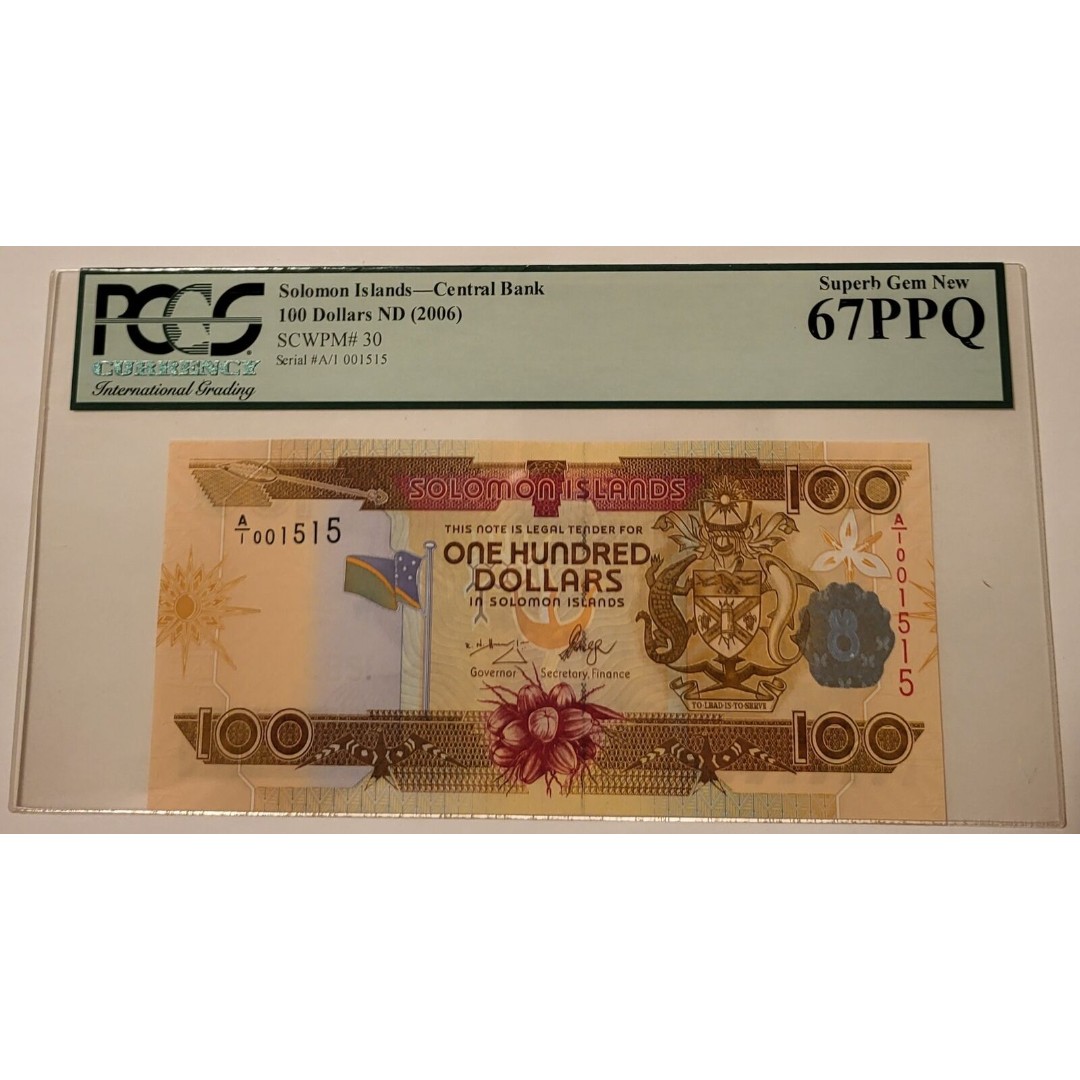 PCGS
CURRENCY
International Grading
Solomon Islands—Central Bank
100 Dollars ND (2006)
SCWPM# 30
Serial #A/1 001515
Superb Gem New
67PPQ
SOLOMON ISLANDS
100
A/1 001515
THIS NOTE IS LEGAL TENDER FOR
ONE HUNDRED
DOLLARS
IN SOLOMON ISLANDS
A/1 001515
Governor
Secretary, Finance
TO·LEAD·IS·TO·SERVE
100
100